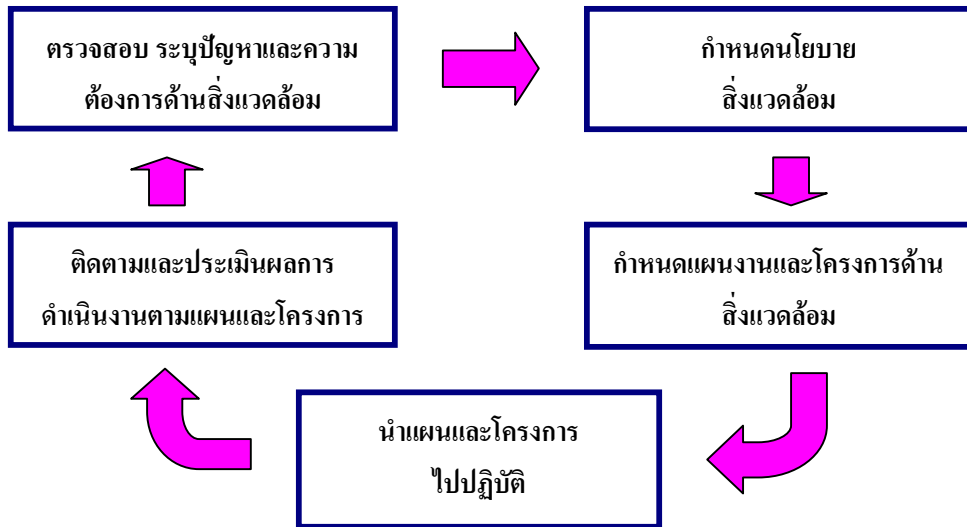 ตรวจสอบ ระบุปัญหาและความ
ต้องการด้านสิ่งแวดล้อม
กำหนดนโยบาย
สิ่งแวดล้อม
กำหนดแผนงานและโครงการด้าน
สิ่งแวดล้อม
นำแผนและโครงการ
ไปปฏิบัติ
ติดตามและประเมินผลการ
ดำเนินงานตามแผนและโครงการ